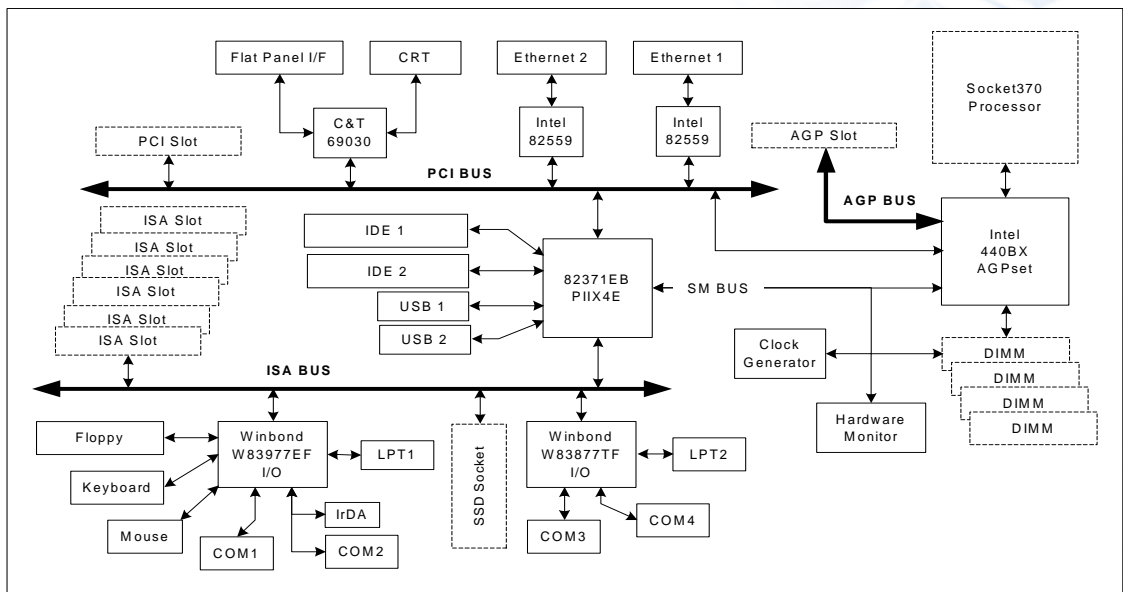 Flat Panel I/F
CRT
Ethernet 2
Ethernet 1
Socket370
Processor
C&T
69030
Intel
82559
Intel
82559
PCI Slot
AGP Slot
PCI BUS
AGP BUS
ISA Slot
ISA Slot
ISA Slot
ISA Slot
ISA Slot
ISA Slot
IDE 1
IDE 2
USB 1
USB 2
82371EB
PIIX4E
SM BUS
Intel
440BX
AGPset
Clock
Generator
DIMM
DIMM
DIMM
DIMM
Hardware
Monitor
ISA BUS
Floppy
Keyboard
Mouse
Winbond
W83977EF
I/O
LPT1
IrDA
COM1
COM2
SSD Socket
Winbond
W83877TF
I/O
LPT2
COM3
COM4